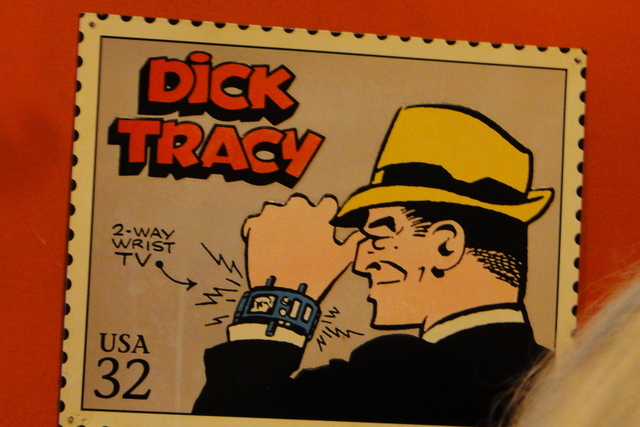 DiCK
TRACY
2-WAY
WRIST
TV
USA
32